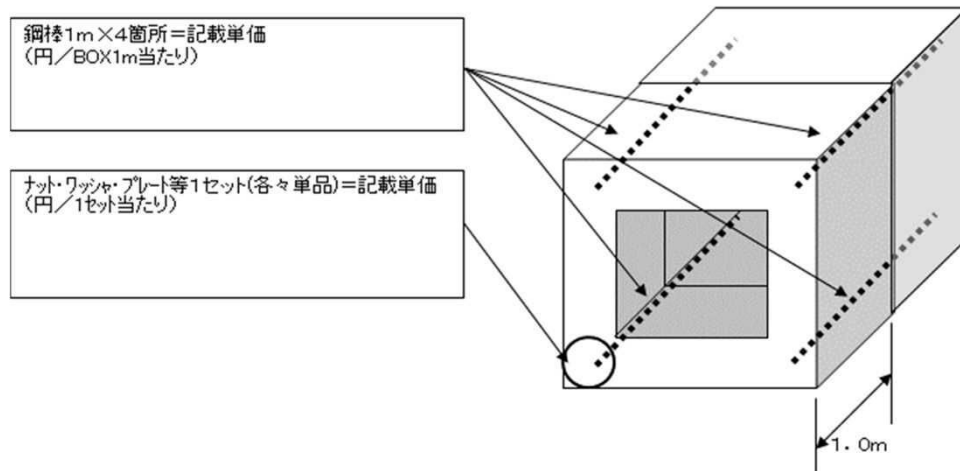 鋼棒1m×4箇所=記載単価
(円/BOX1m当たり)
ナット・ワッシャ・プレート等1セット(各々単品)=記載単価
(円/1セット当たり)
1.0m